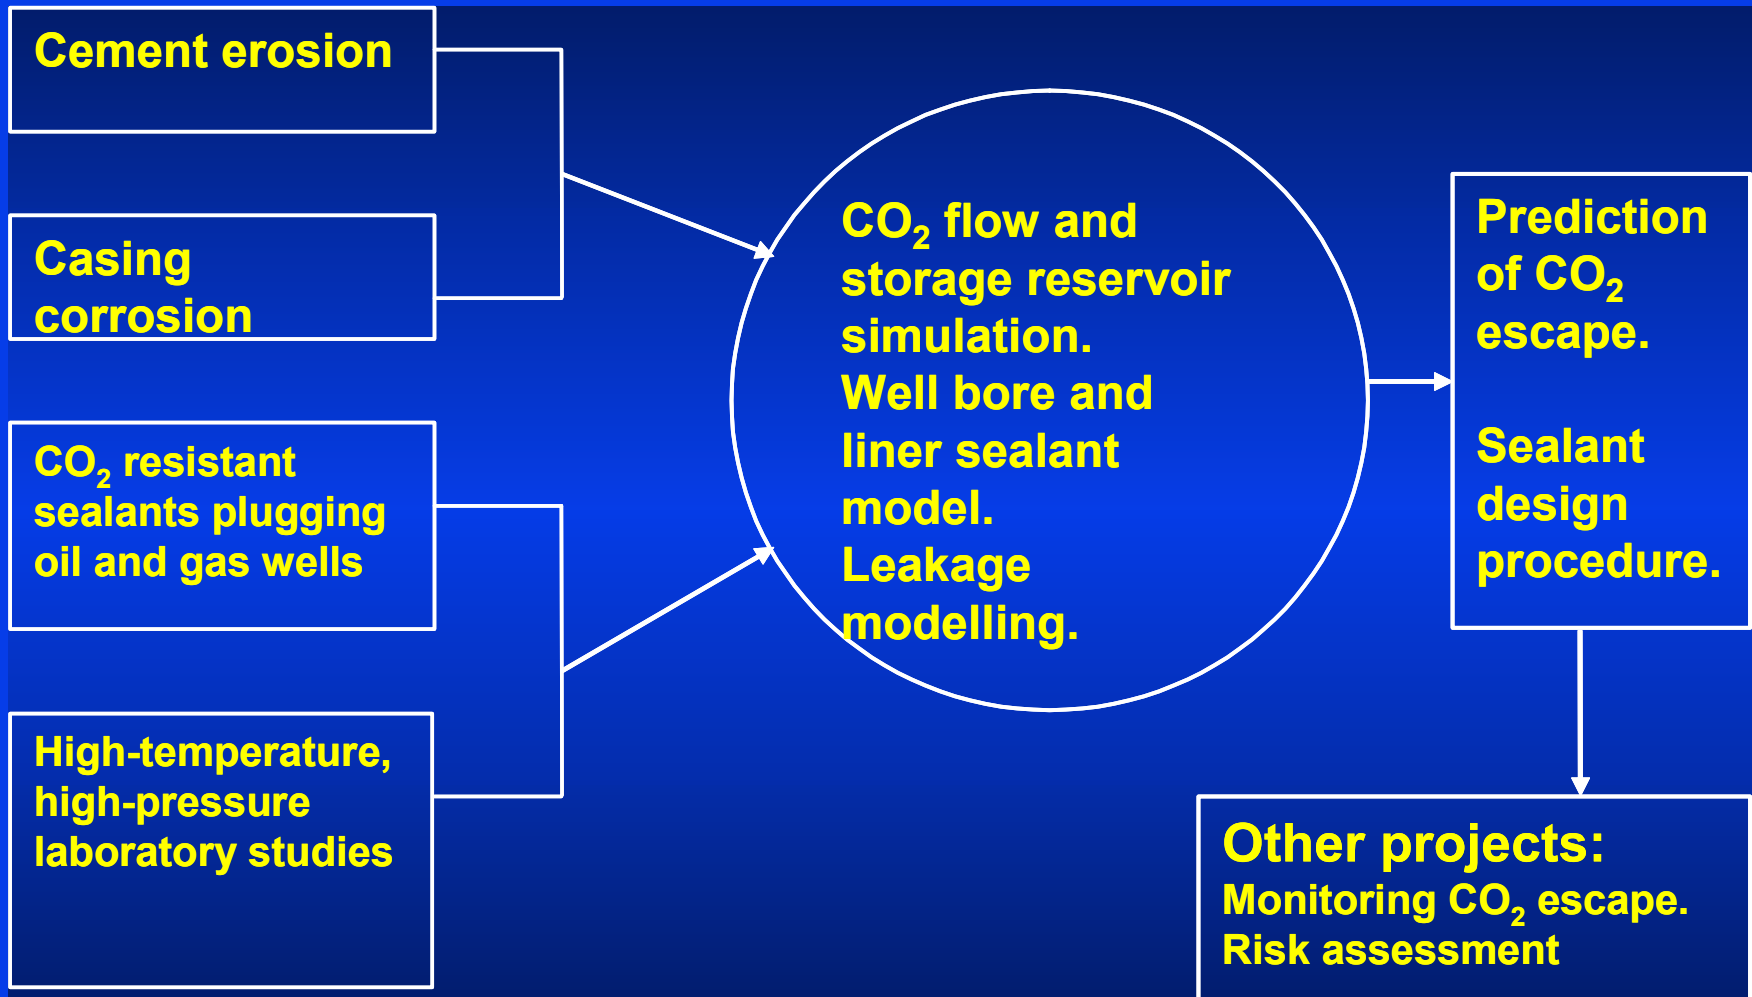 Cement erosion
Casing
corrosion
CO₂ resistant
sealants plugging
oil and gas wells
High-temperature,
high-pressure
laboratory studies
CO₂ flow and
storage reservoir
simulation.
Well bore and
liner sealant
model.
Leakage
modelling.
Prediction
of CO₂
escape.
Sealant
design
procedure.
Other projects:
Monitoring CO₂ escape.
Risk assessment